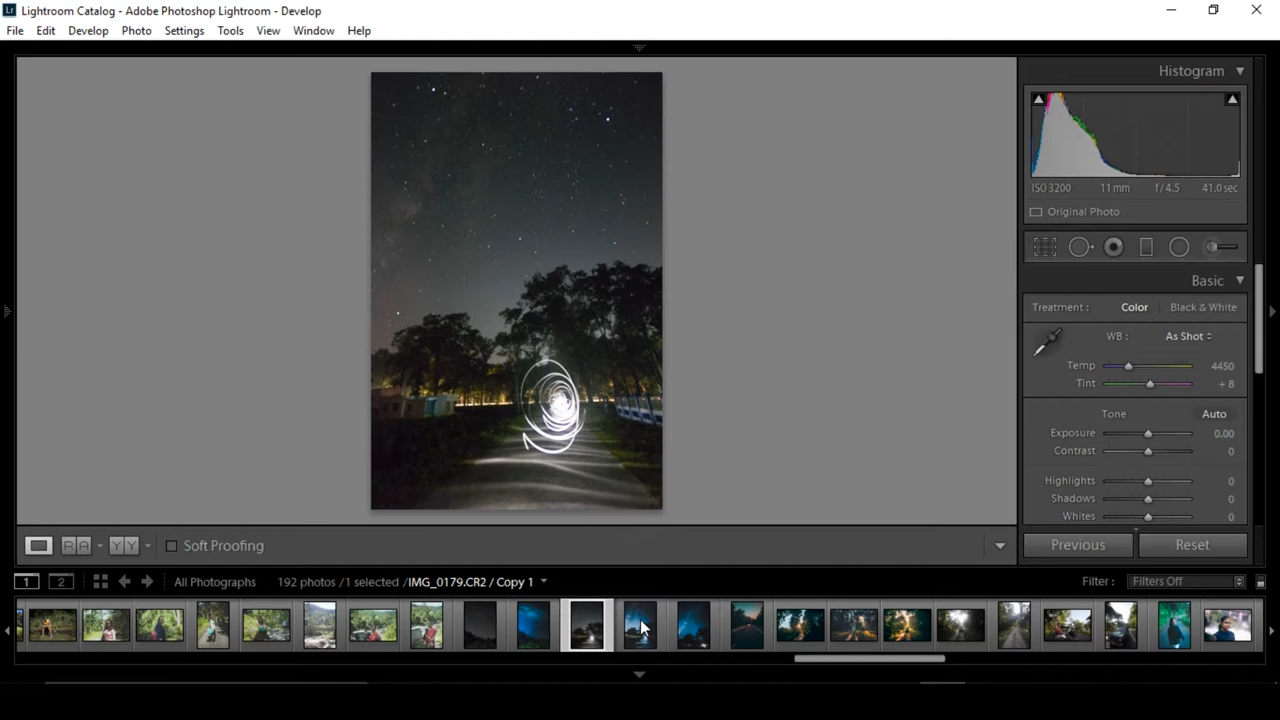 Lr Lightroom Catalog - Adobe Photoshop Lightroom - Develop
File Edit Develop Photo Settings Tools View Window Help
Histogram
ISO 3200 11 mm f / 4.5 41.0 sec
Original Photo
Basic
Treatment : Color Black & White
WB : As Shot
Temp 4450
Tint + 8
Tone Auto
Exposure 0.00
Contrast 0
Highlights 0
Shadows 0
Whites 0
Previous Reset
R A Y Y Soft Proofing
1 2 All Photographs 192 photos / 1 selected / IMG_0179.CR2 / Copy 1 Filter : Filters Off